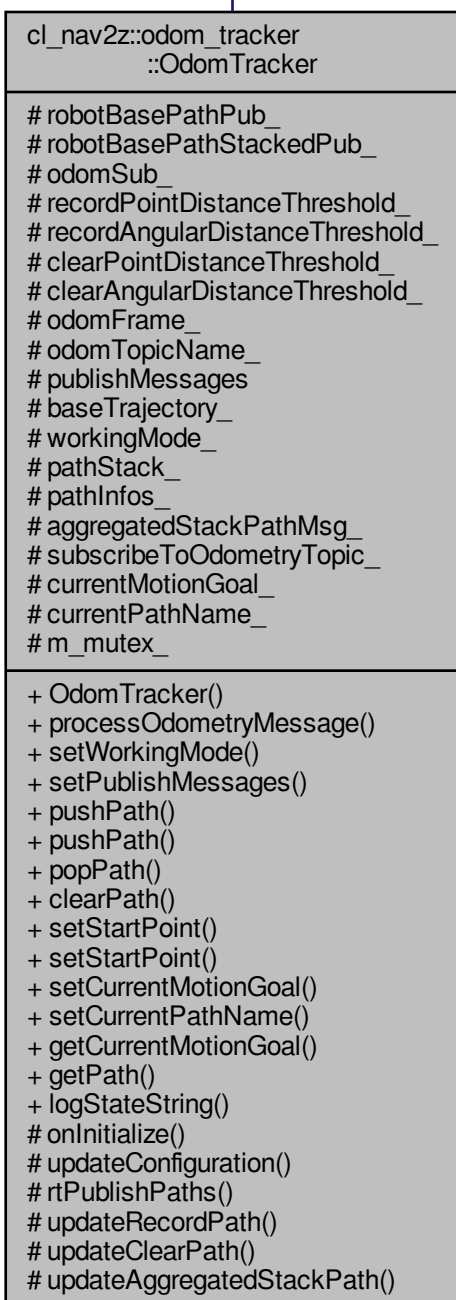 cl_nav2z::odom_tracker
::OdomTracker
# robotBasePathPub_
# robotBasePathStackedPub_
# odomSub_
# recordPointDistanceThreshold_
# recordAngularDistanceThreshold_
# clearPointDistanceThreshold_
# clearAngularDistanceThreshold_
# odomFrame_
# odomTopicName_
# publishMessages
# baseTrajectory_
# workingMode_
# pathStack_
# pathInfos_
# aggregatedStackPathMsg_
# subscribeToOdometryTopic_
# currentMotionGoal_
# currentPathName_
# m_mutex_
+ OdomTracker()
+ processOdometryMessage()
+ setWorkingMode()
+ setPublishMessages()
+ pushPath()
+ pushPath()
+ popPath()
+ clearPath()
+ setStartPoint()
+ setStartPoint()
+ setCurrentMotionGoal()
+ setCurrentPathName()
+ getCurrentMotionGoal()
+ getPath()
+ logStateString()
# onInitialize()
# updateConfiguration()
# rtPublishPaths()
# updateRecordPath()
# updateClearPath()
# updateAggregatedStackPath()